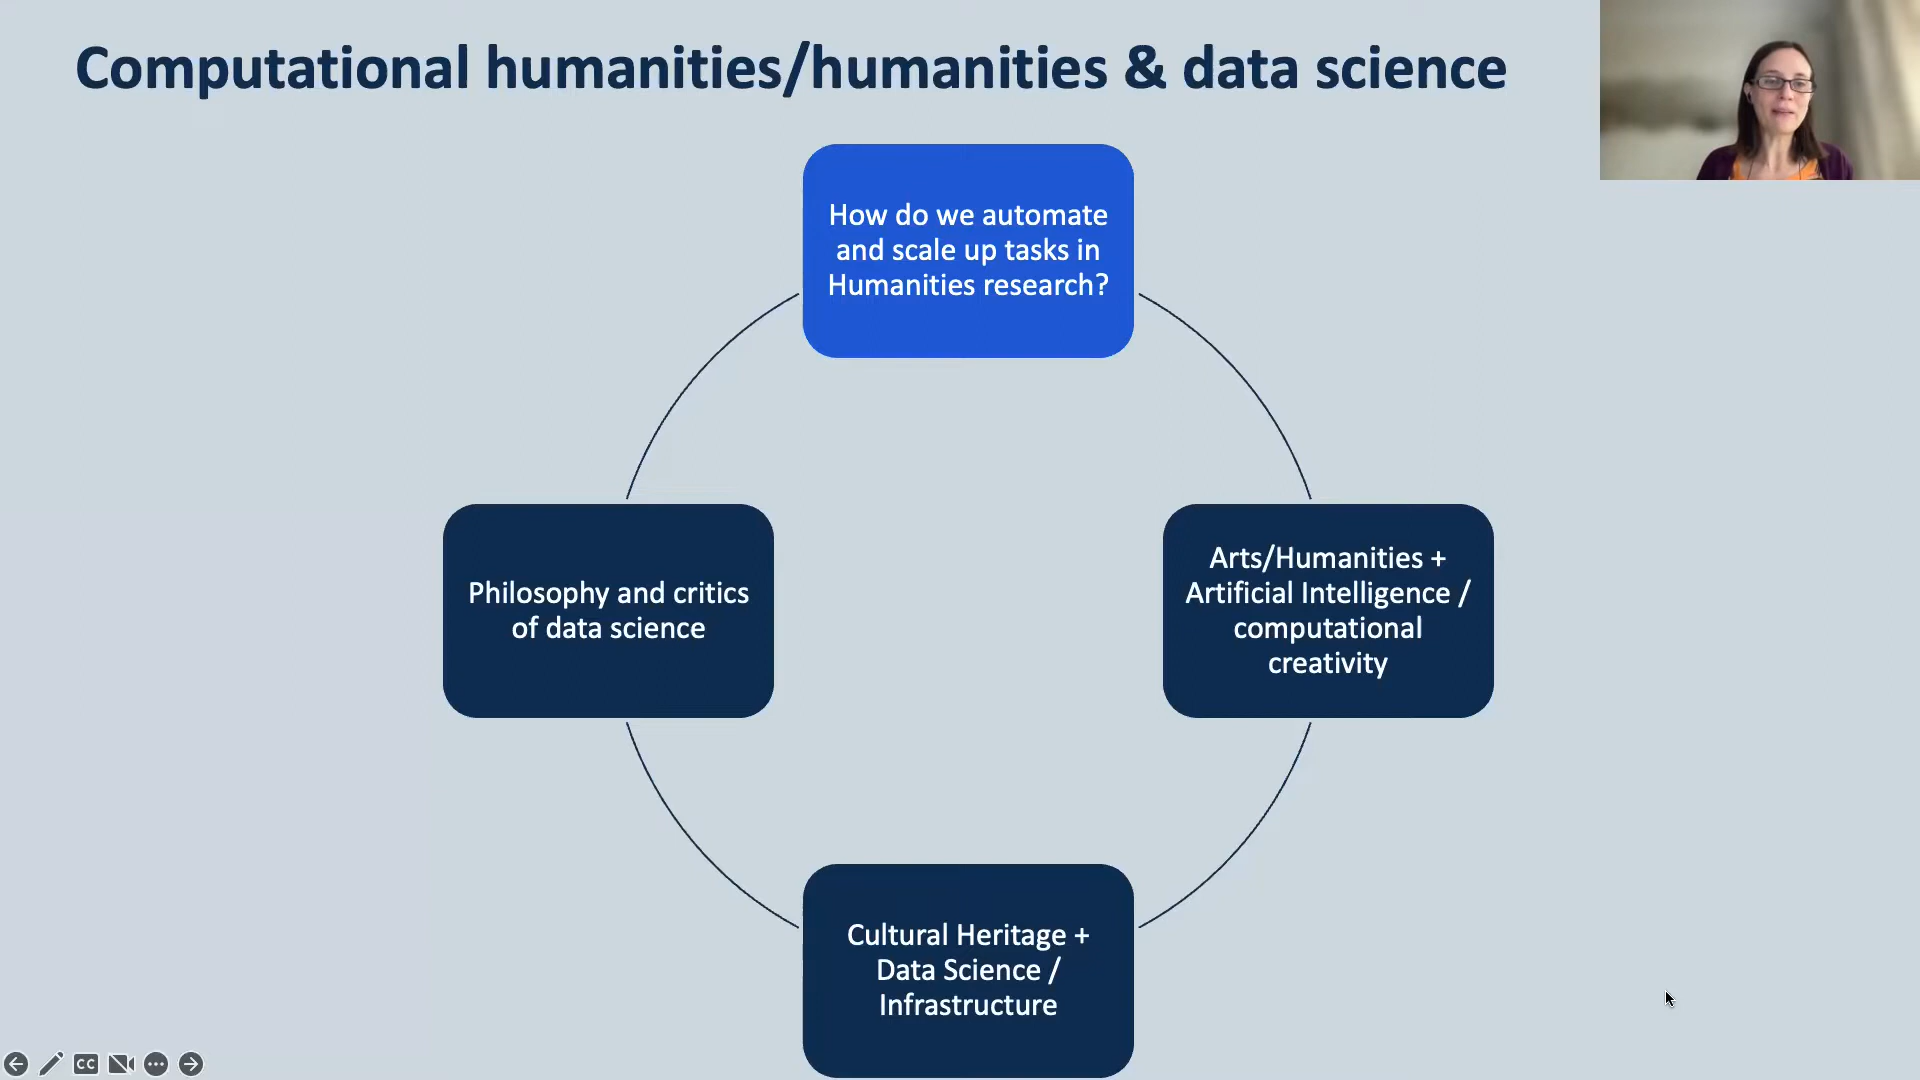 Computational humanities/humanities & data science
How do we automate
and scale up tasks in
Humanities research?
Philosophy and critics
of data science
Arts/Humanities +
Artificial Intelligence /
computational
creativity
Cultural Heritage +
Data Science /
Infrastructure
CC